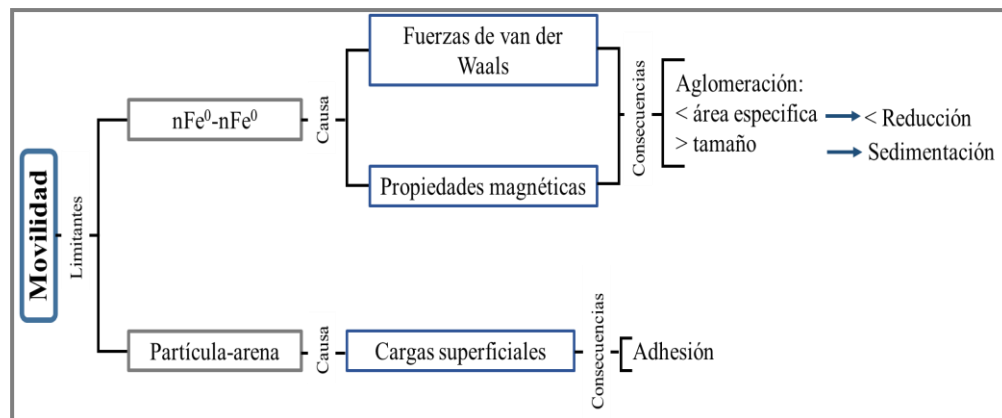 Movilidad
Limitantes
nFe⁰-nFe⁰
Causa
Fuerzas de van der
Waals
Propiedades magnéticas
Consecuencias
Aglomeración:
< área especifica
< Reducción
> tamaño
Sedimentación
Partícula-arena
Causa
Cargas superficiales
Consecuencias
Adhesión